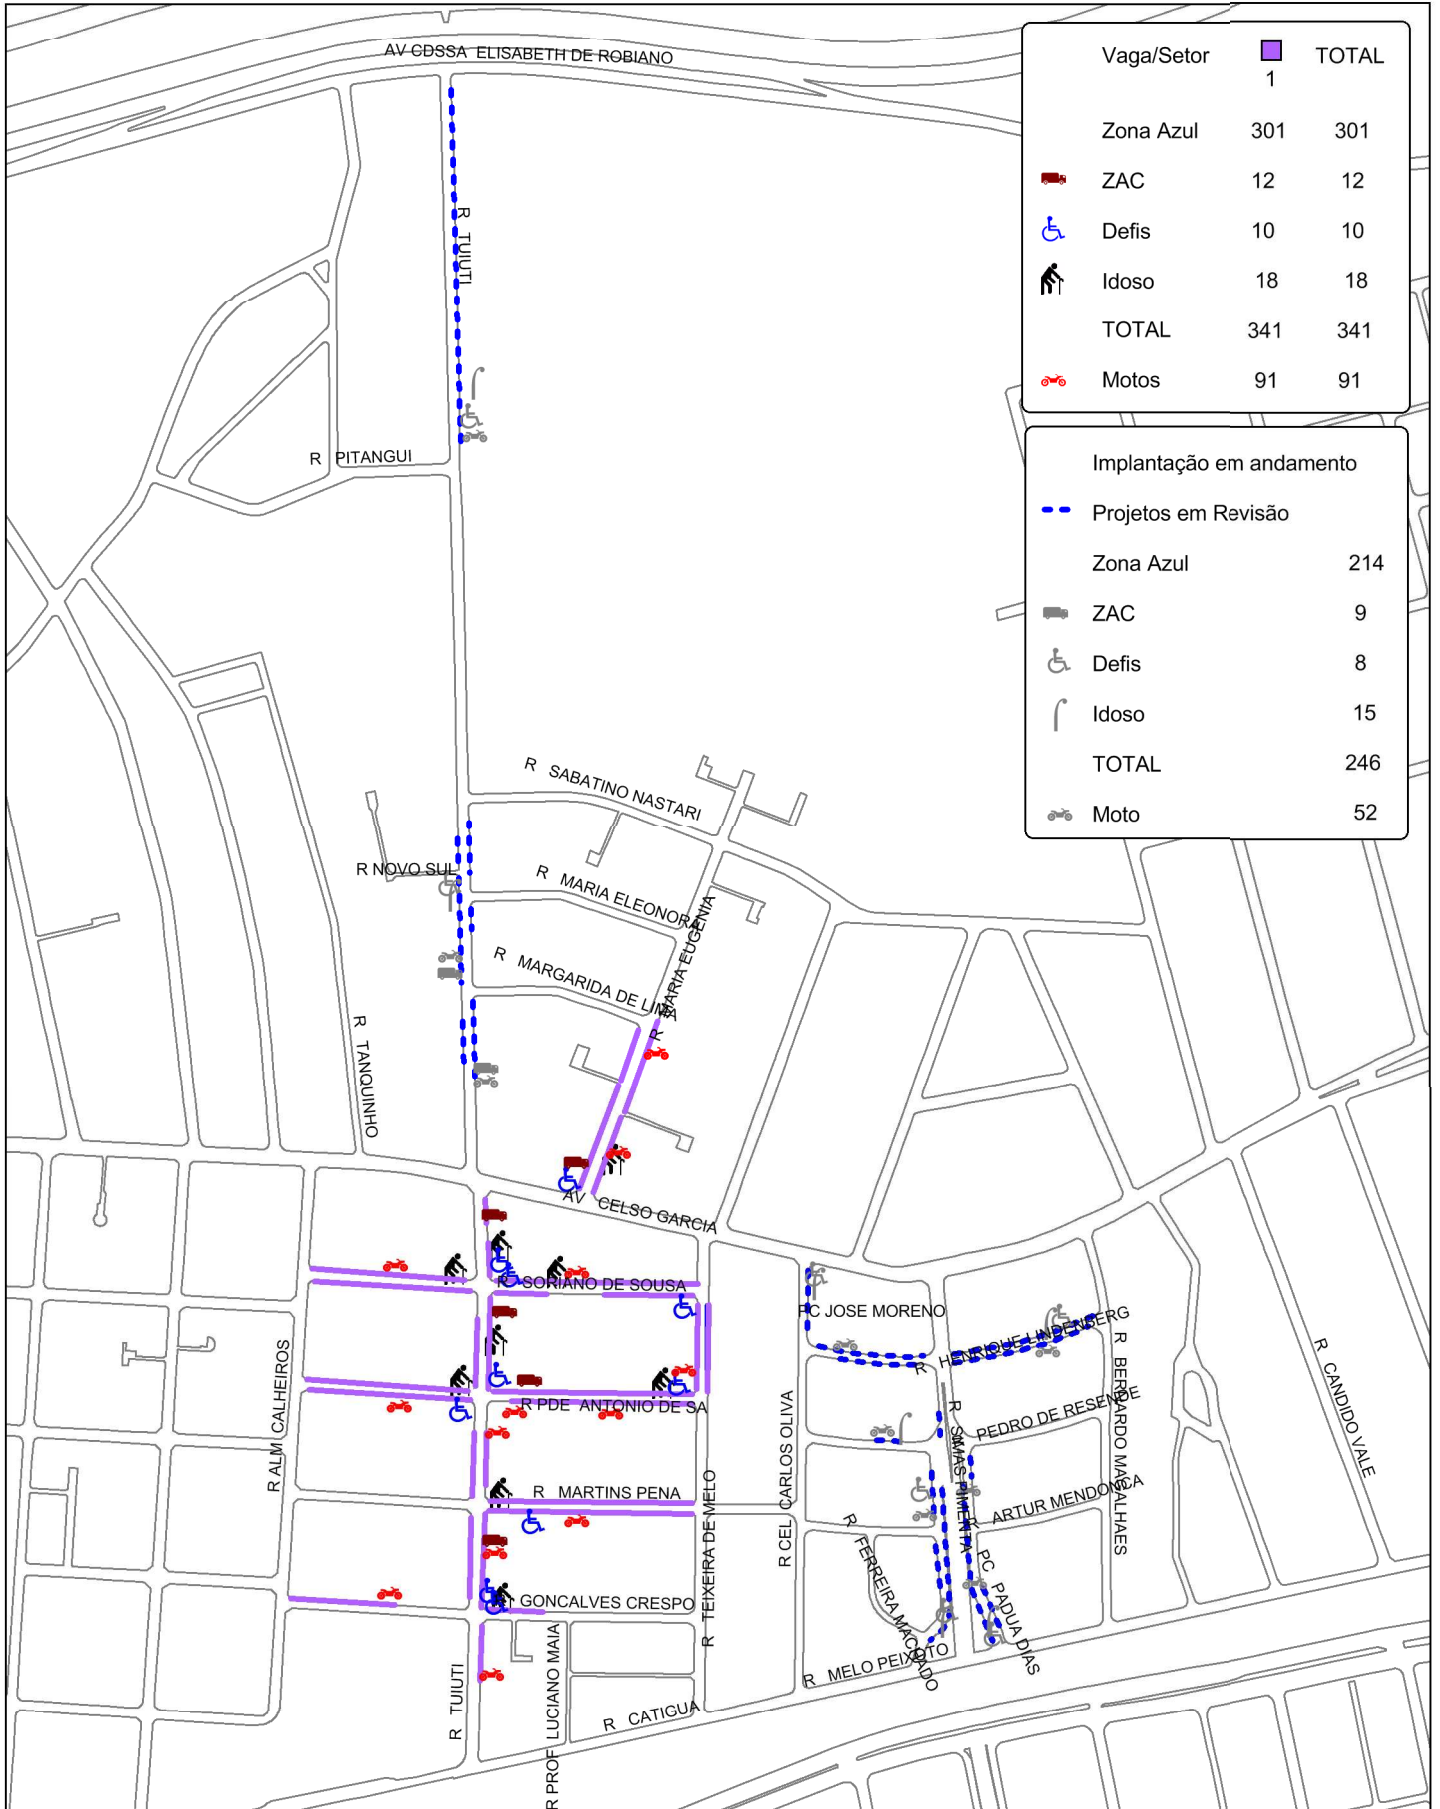 AV CDSSA ELISABETH DE ROBIANO
Vaga/Setor 1 TOTAL
Zona Azul 301 301
ZAC 12 12
Defis 10 10
Idoso 18 18
TOTAL 341 341
Motos 91 91
Implantação em andamento
Projetos em Revisão
Zona Azul 214
ZAC 9
Defis 8
Idoso 15
TOTAL 246
Moto 52
R TUIUTI
R PITANGUI
R SABATINO NASTARI
R NOVO SUL
R MARIA ELEONORA
R MARIA EUGENIA
R MARGARIDA DE LIMA
R TANQUINHO
AV CELSO GARCIA
R SORIANO DE SOUSA
PC JOSE MORENO
R HENRIQUE LINDENBERG
R ALM CALHEIROS
R PDE ANTONIO DE SA
R PEDRO DE RESENDE
R BERNARDO MAGALHAES
R CANDIDO VALE
R CEL CARLOS OLIVA
R MARTINS PENA
R ARTUR MENDONCA
R TEIXEIRA DE MELO
R FERREIRA MACHADO
PC PADUA DIAS
GONCALVES CRESPO
R MELO PEIXOTO
R TUIUTI
R PROF LUCIANO MAIA
R CATIGUA